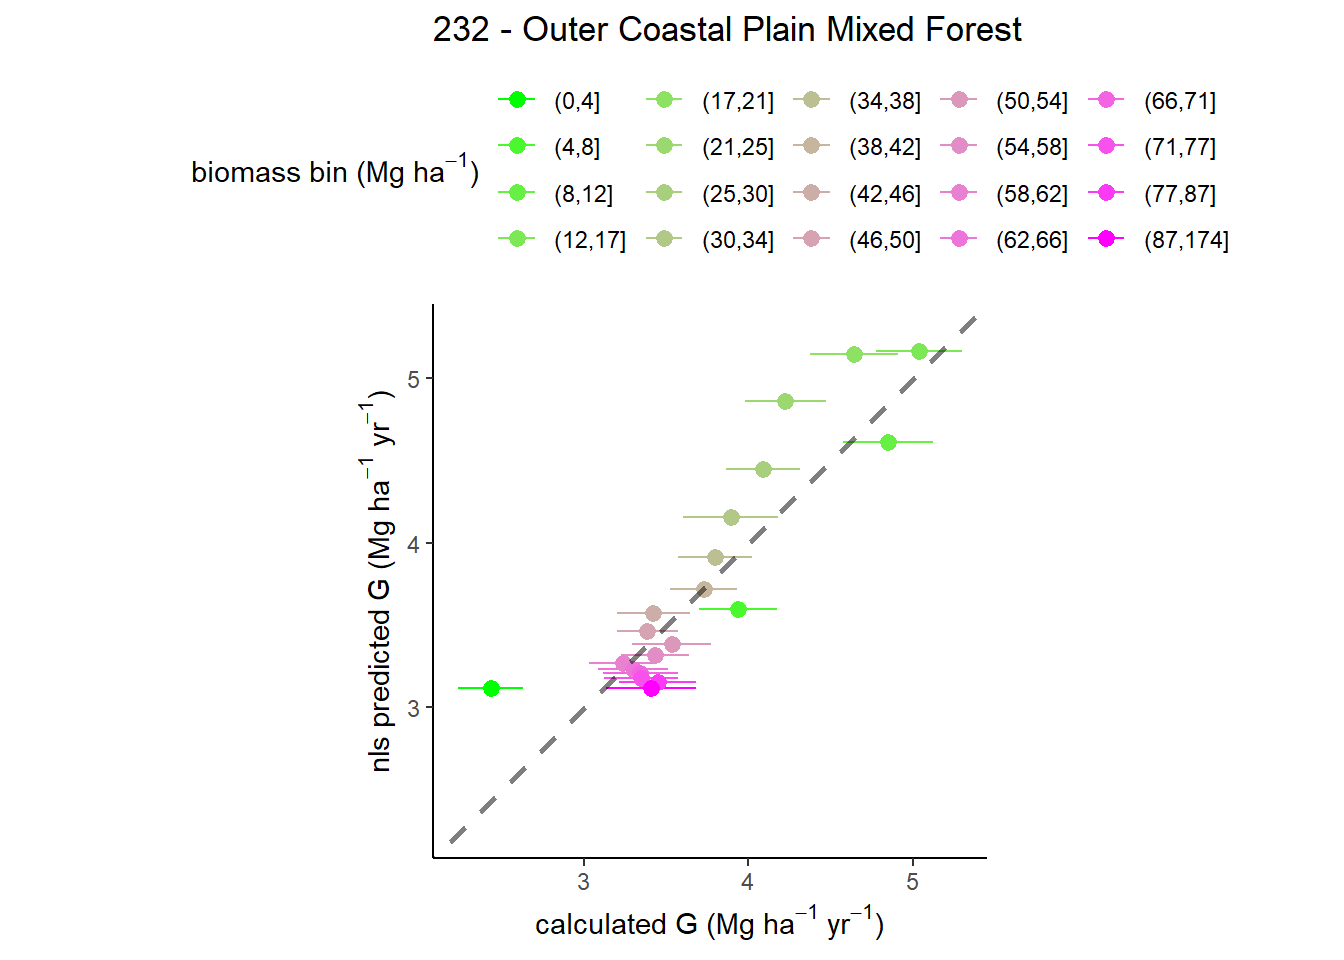 232 - Outer Coastal Plain Mixed Forest
biomass bin (Mg ha⁻¹)
(0,4] (17,21] (34,38] (50,54] (66,71]
(4,8] (21,25] (38,42] (54,58] (71,77]
(8,12] (25,30] (42,46] (58,62] (77,87]
(12,17] (30,34] (46,50] (62,66] (87,174]
nls predicted G (Mg ha⁻¹ yr⁻¹)
5
4
3
3 4 5
calculated G (Mg ha⁻¹ yr⁻¹)